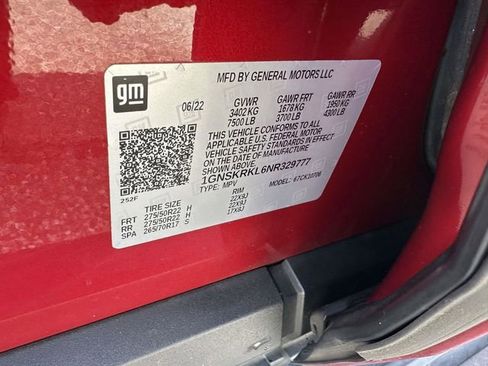 gm
MFD BY GENERAL MOTORS LLC
06/22 GVWR GAWR FRT GAWR RR
3402 KG 1678 KG 1950 KG
7500 LB 3700 LB 4300 LB
THIS VEHICLE CONFORMS TO ALL
APPLICABLE U.S. FEDERAL MOTOR
VEHICLE SAFETY STANDARDS IN EFFECT
ON THE DATE OF MANUFACTURE
SHOWN ABOVE.
1GNSKRKL6NR329777
TYPE: MPV MODEL: 6TCK10706
252F
TIRE SIZE RIM
FRT 275/50R22 H 22X9J
RR 275/50R22 H 22X9J
SPA 265/70R17 S 17X8J